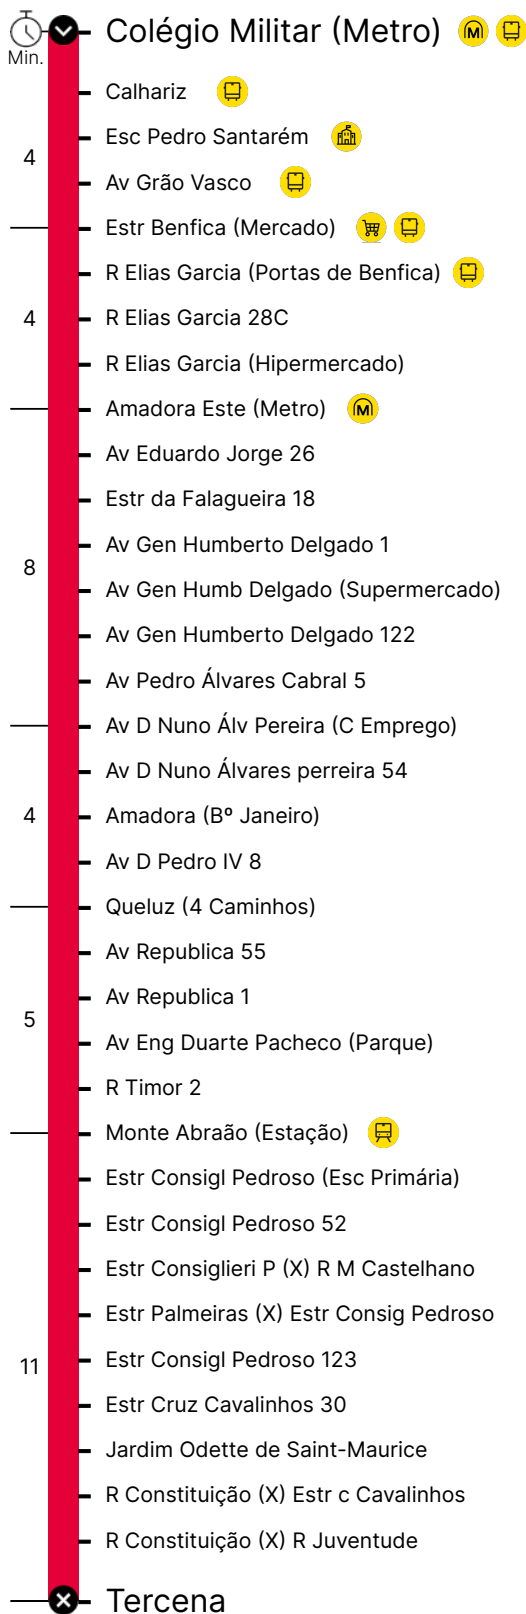 Colégio Militar (Metro)
Min.
Calhariz
Esc Pedro Santarém
4
Av Grão Vasco
Estr Benfica (Mercado)
R Elias Garcia (Portas de Benfica)
4
R Elias Garcia 28C
R Elias Garcia (Hipermercado)
Amadora Este (Metro)
Av Eduardo Jorge 26
Estr da Falagueira 18
Av Gen Humberto Delgado 1
8
Av Gen Humb Delgado (Supermercado)
Av Gen Humberto Delgado 122
Av Pedro Álvares Cabral 5
Av D Nuno Álv Pereira (C Emprego)
Av D Nuno Álvares perreira 54
4
Amadora (Bº Janeiro)
Av D Pedro IV 8
Queluz (4 Caminhos)
Av Republica 55
Av Republica 1
5
Av Eng Duarte Pacheco (Parque)
R Timor 2
Monte Abraão (Estação)
Estr Consigl Pedroso (Esc Primária)
Estr Consigl Pedroso 52
Estr Consiglieri P (X) R M Castelhano
Estr Palmeiras (X) Estr Consig Pedroso
11
Estr Consigl Pedroso 123
Estr Cruz Cavalinhos 30
Jardim Odette de Saint-Maurice
R Constituição (X) Estr c Cavalinhos
R Constituição (X) R Juventude
Tercena